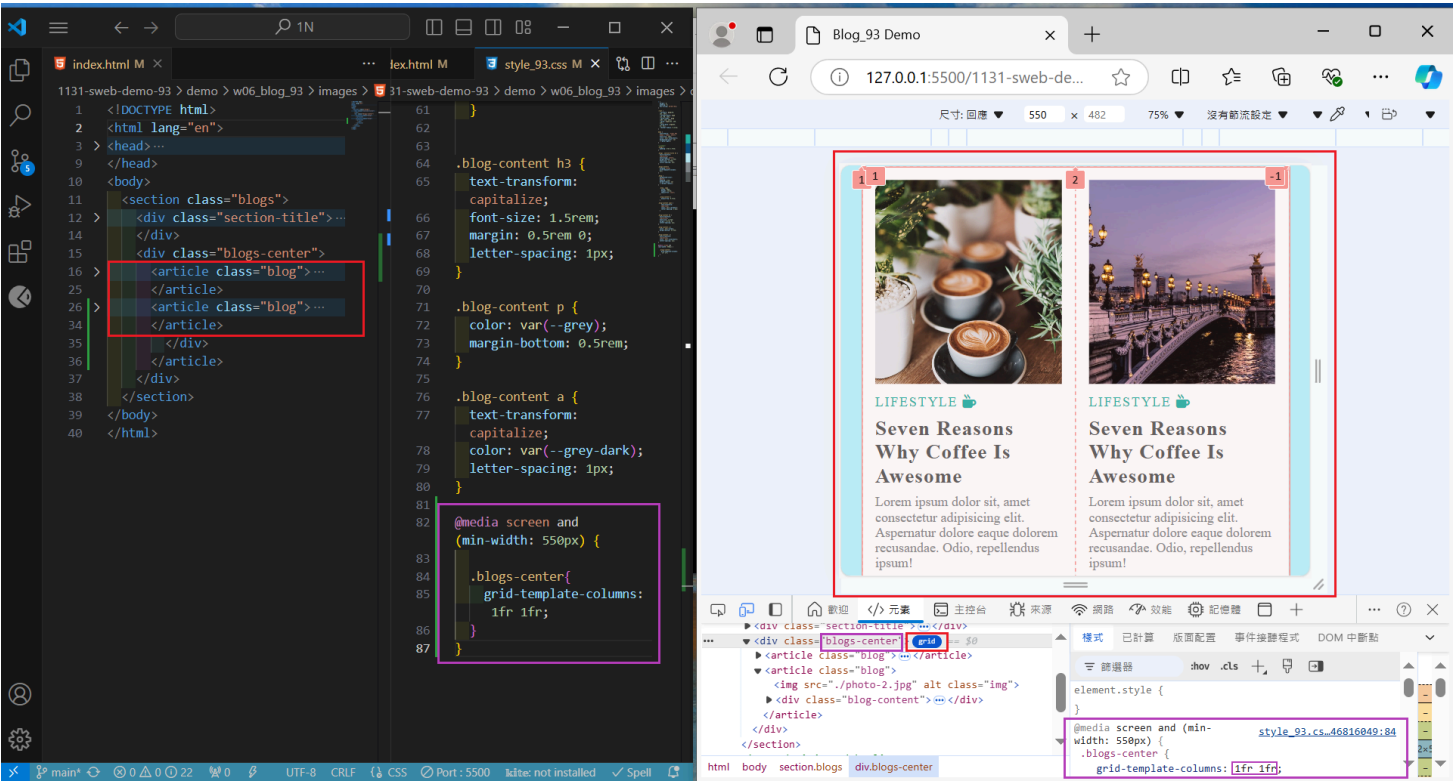 1N
index.html M
dex.html M
style_93.css M
1131-sweb-demo-93 > demo > w06_blog_93 > images >
31-sweb-demo-93 > demo > w06_blog_93 > images >
1 <!DOCTYPE html>
2 <html lang="en">
3 <head>…
9 </head>
10 <body>
11 <section class="blogs">
12 <div class="section-title">…
14 </div>
15 <div class="blogs-center">
16 <article class="blog">…
25 </article>
26 <article class="blog">…
34 </article>
35 </div>
36 </article>
37 </div>
38 </section>
39 </body>
40 </html>
61 }
62
63
64 .blog-content h3 {
65 text-transform:
capitalize;
66 font-size: 1.5rem;
67 margin: 0.5rem 0;
68 letter-spacing: 1px;
69 }
70
71 .blog-content p {
72 color: var(--grey);
73 margin-bottom: 0.5rem;
74 }
75
76 .blog-content a {
77 text-transform:
capitalize;
78 color: var(--grey-dark);
79 letter-spacing: 1px;
80 }
81
82 @media screen and
(min-width: 550px) {
83
84 .blogs-center{
85 grid-template-columns:
1fr 1fr;
86 }
87 }
5
main* 0 0 22 0 UTF-8 CRLF CSS Port : 5500 kite: not installed Spell
Blog_93 Demo
127.0.0.1:5500/1131-sweb-de...
尺寸: 回應 ▼ 550 × 482 75% ▼ 沒有節流設定 ▼
1 1 2 -1
LIFESTYLE
Seven Reasons
Why Coffee Is
Awesome
Lorem ipsum dolor sit, amet
consectetur adipisicing elit.
Aspernatur dolore eaque dolorem
recusandae. Odio, repellendus
ipsum!
LIFESTYLE
Seven Reasons
Why Coffee Is
Awesome
Lorem ipsum dolor sit, amet
consectetur adipisicing elit.
Aspernatur dolore eaque dolorem
recusandae. Odio, repellendus
ipsum!
歡迎 </> 元素 主控台 來源 網路 效能 記憶體
<div class="section-title">…</div>
<div class="blogs-center"> grid == $0
<article class="blog">…</article>
<article class="blog">
<img src="./photo-2.jpg" alt class="img">
<div class="blog-content">…</div>
</article>
</div>
</section>
html body section.blogs div.blogs-center
樣式 已計算 版面配置 事件接聽程式 DOM 中斷點
篩選器 :hov .cls
element.style {
}
@media screen and (min-
width: 550px) {
style_93.cs…46816049:84
.blogs-center {
grid-template-columns: 1fr 1fr;